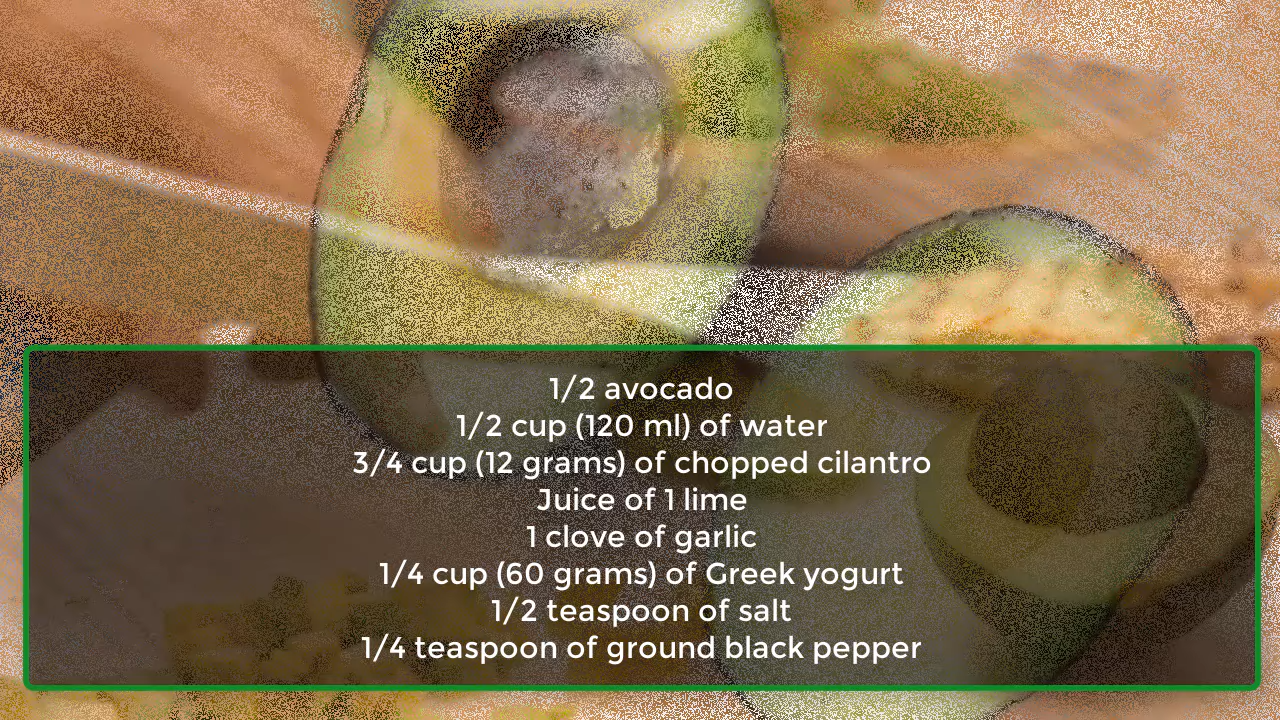 1/2 avocado
1/2 cup (120 ml) of water
3/4 cup (12 grams) of chopped cilantro
Juice of 1 lime
1 clove of garlic
1/4 cup (60 grams) of Greek yogurt
1/2 teaspoon of salt
1/4 teaspoon of ground black pepper